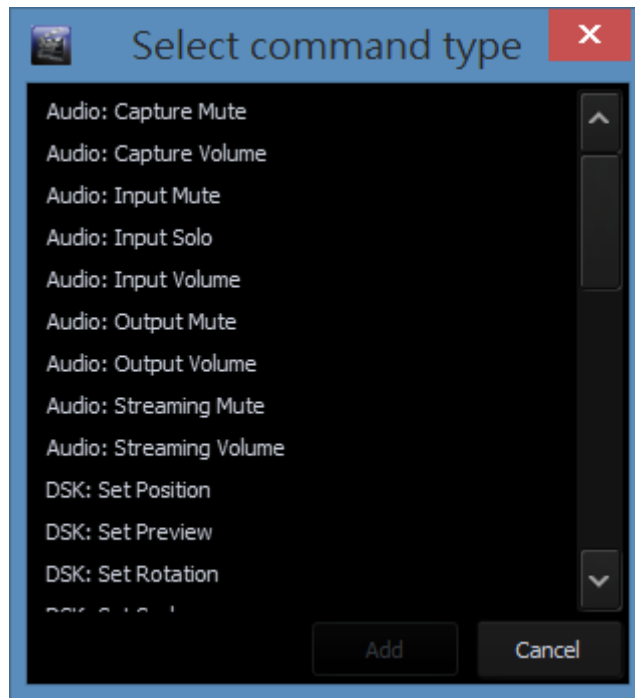 Select command type
Audio: Capture Mute
Audio: Capture Volume
Audio: Input Mute
Audio: Input Solo
Audio: Input Volume
Audio: Output Mute
Audio: Output Volume
Audio: Streaming Mute
Audio: Streaming Volume
DSK: Set Position
DSK: Set Preview
DSK: Set Rotation
DSK: Set
Add
Cancel